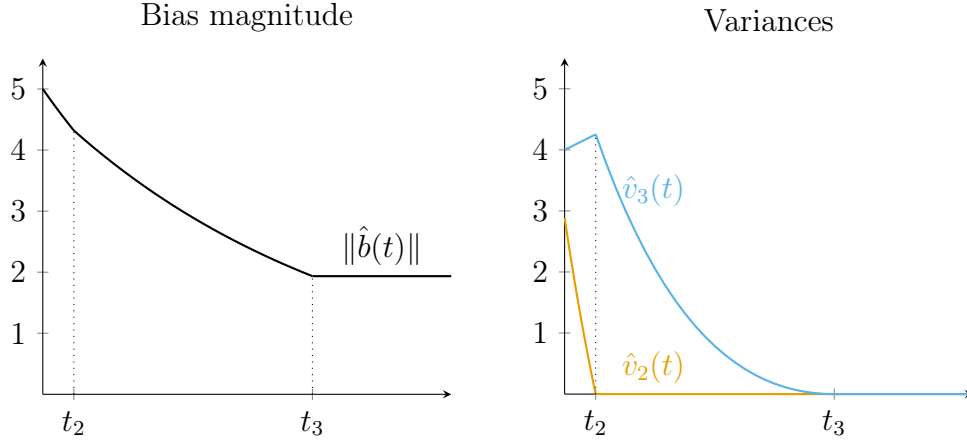 Bias magnitude
5
4
3
2
1
‖b̂(t)‖
t₂
t₃
Variances
5
4
3
2
1
v̂₃(t)
v̂₂(t)
t₂
t₃